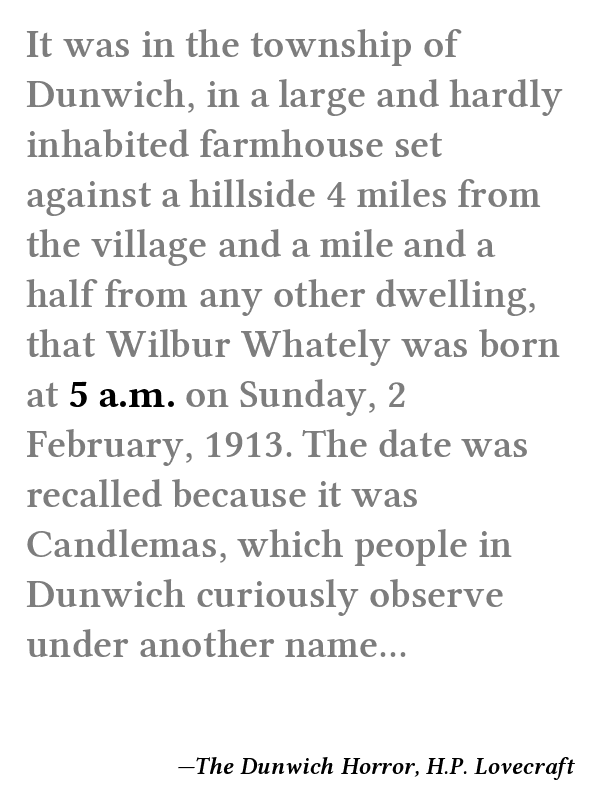 It was in the township of
Dunwich, in a large and hardly
inhabited farmhouse set
against a hillside 4 miles from
the village and a mile and a
half from any other dwelling,
that Wilbur Whately was born
at 5 a.m. on Sunday, 2
February, 1913. The date was
recalled because it was
Candlemas, which people in
Dunwich curiously observe
under another name...
—The Dunwich Horror, H.P. Lovecraft